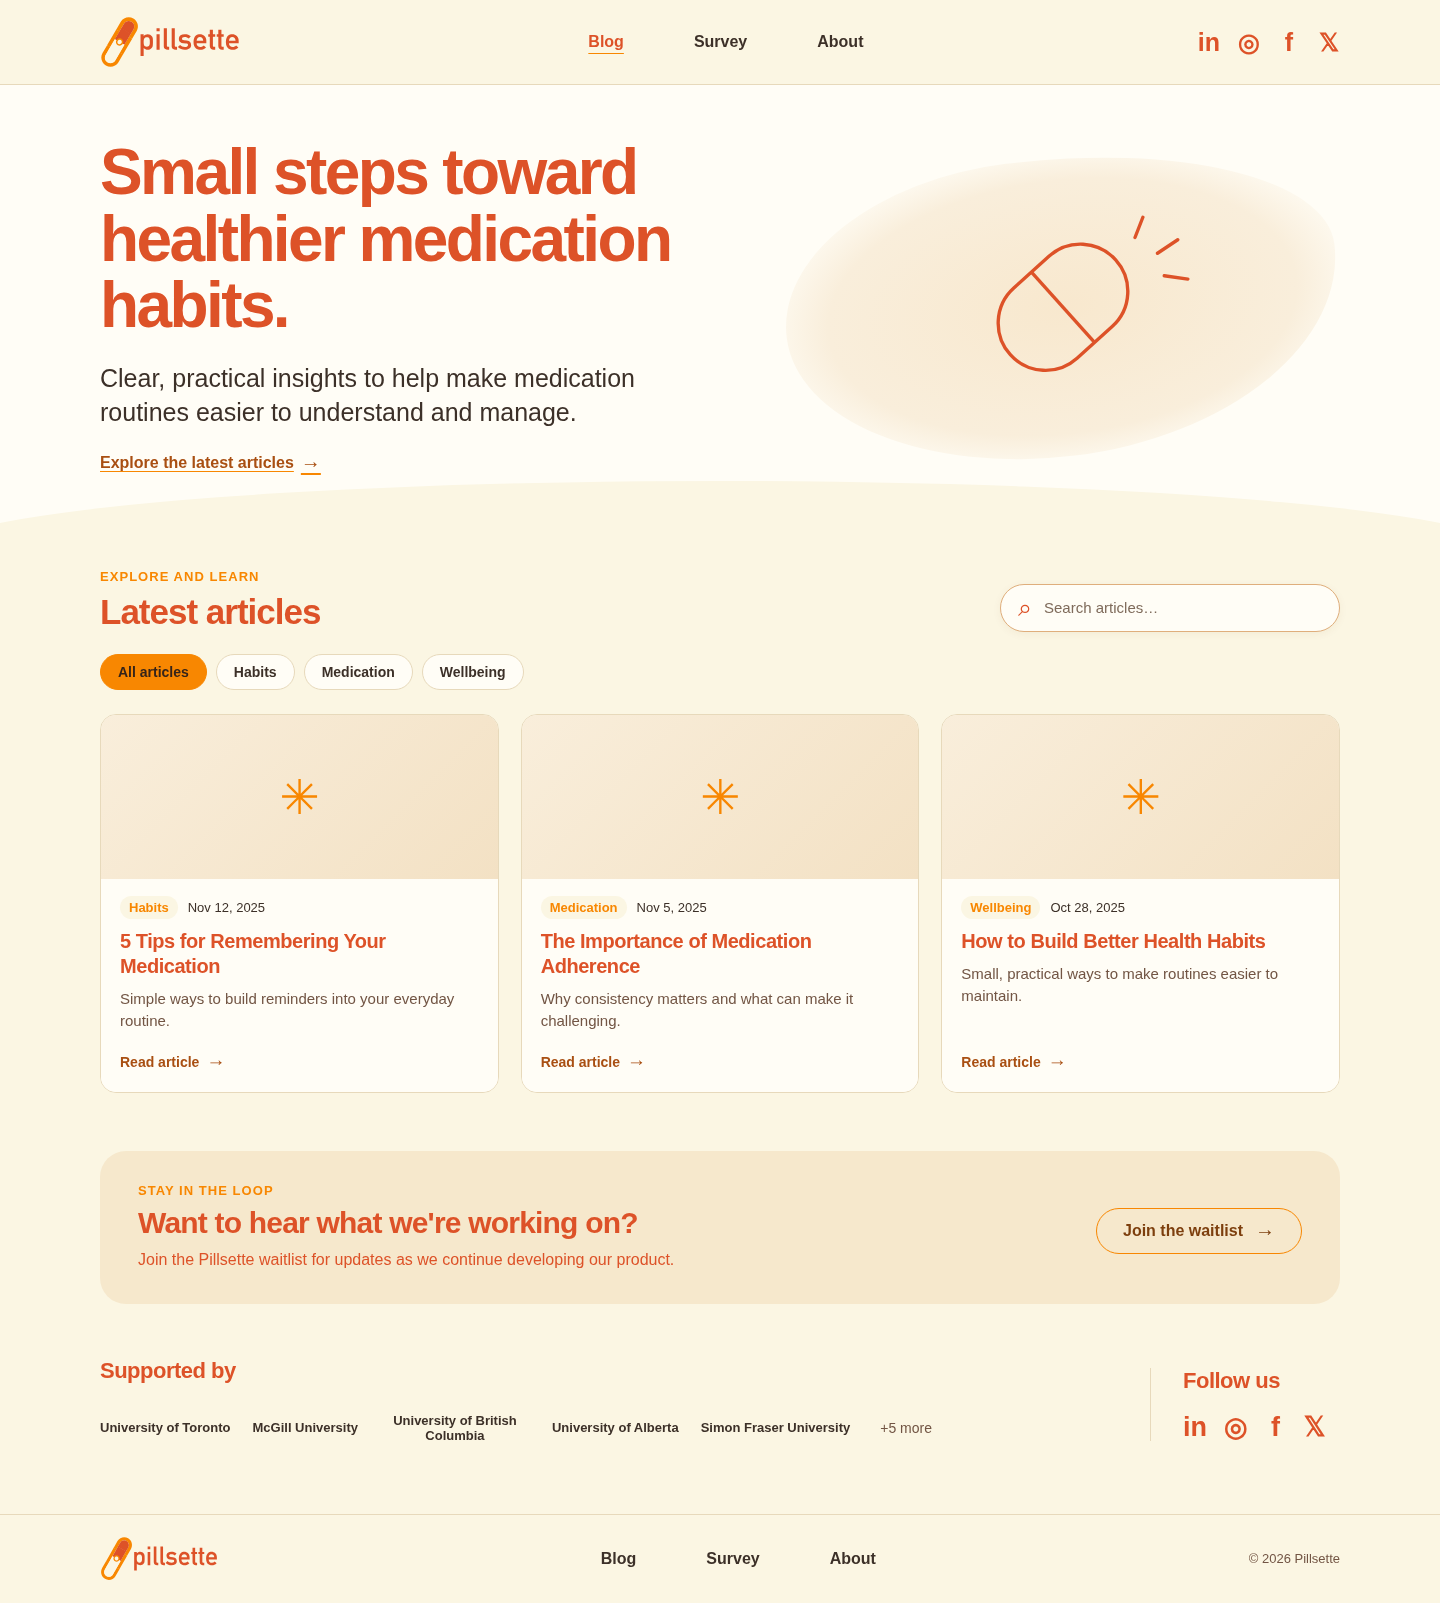 pillsette
Blog
Survey
About
in
f
𝕏
Small steps toward
healthier medication
habits.
Clear, practical insights to help make medication
routines easier to understand and manage.
Explore the latest articles →
EXPLORE AND LEARN
Latest articles
Search articles…
All articles
Habits
Medication
Wellbeing
Habits Nov 12, 2025
5 Tips for Remembering Your
Medication
Simple ways to build reminders into your everyday
routine.
Read article →
Medication Nov 5, 2025
The Importance of Medication
Adherence
Why consistency matters and what can make it
challenging.
Read article →
Wellbeing Oct 28, 2025
How to Build Better Health Habits
Small, practical ways to make routines easier to
maintain.
Read article →
STAY IN THE LOOP
Want to hear what we're working on?
Join the Pillsette waitlist for updates as we continue developing our product.
Join the waitlist →
Supported by
University of Toronto
McGill University
University of British
Columbia
University of Alberta
Simon Fraser University
+5 more
Follow us
in
f
𝕏
pillsette
Blog
Survey
About
© 2026 Pillsette